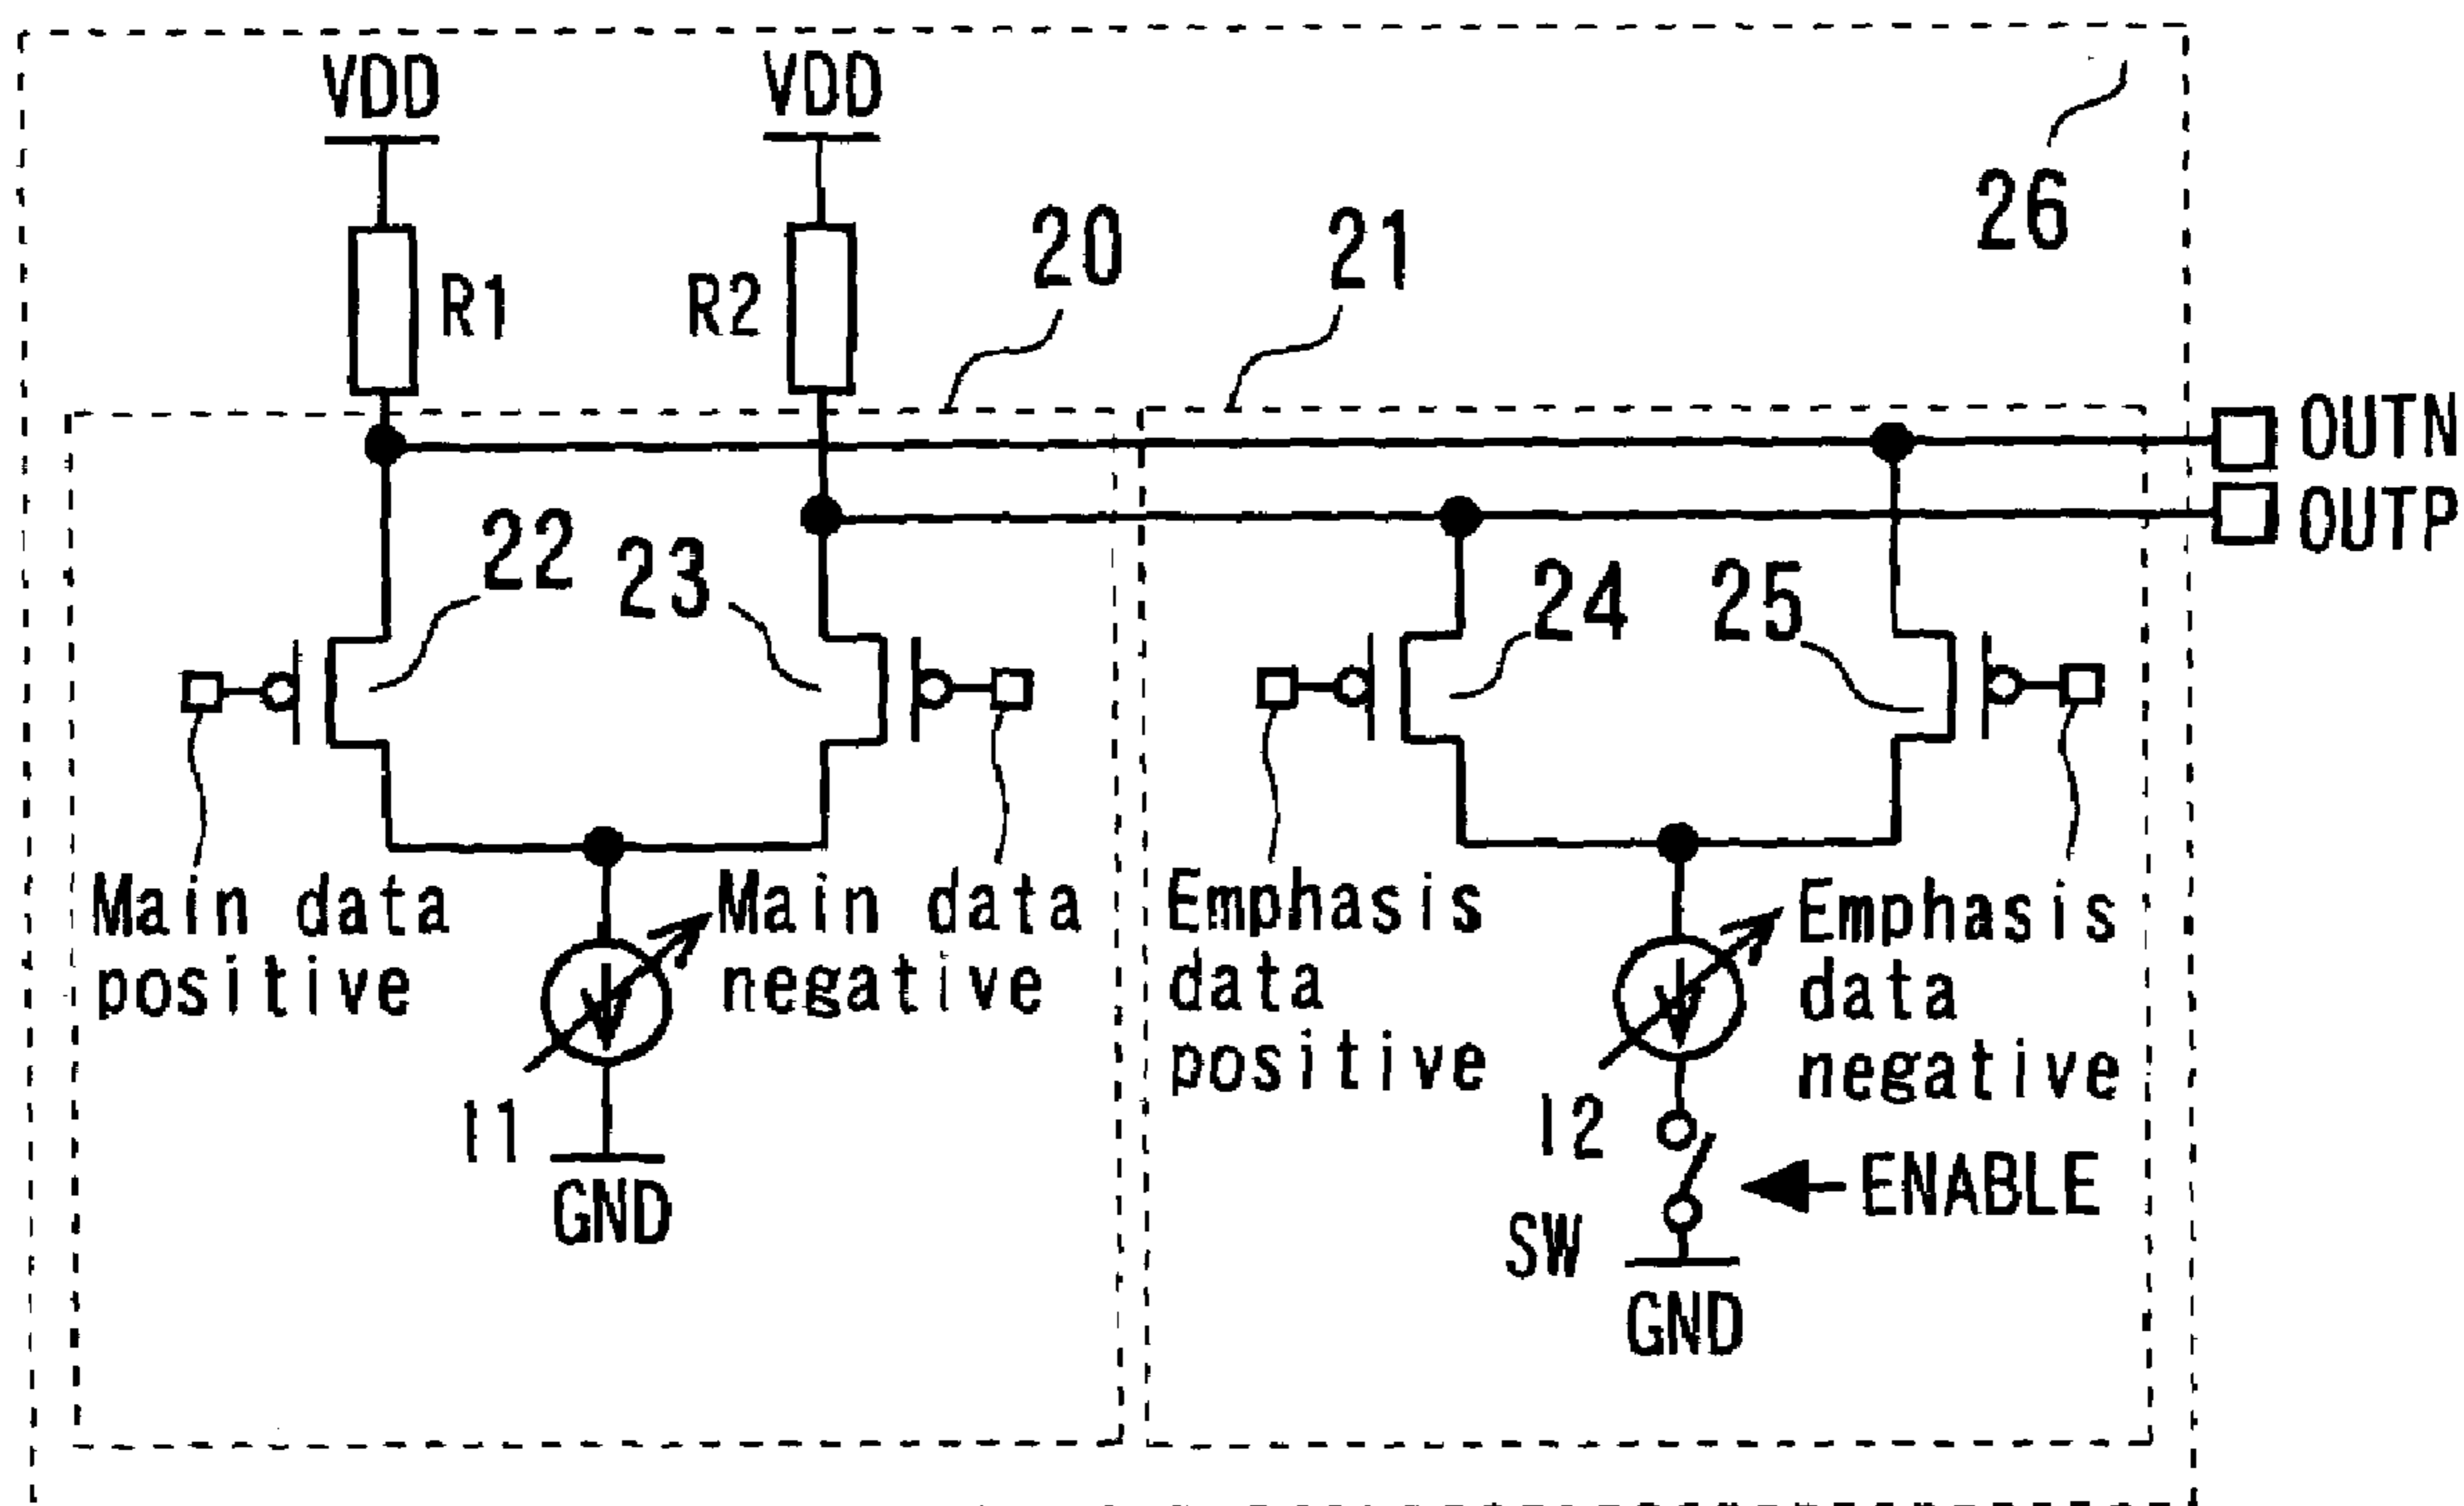 VDD
VDD
26
20
21
R1
R2
OUTN
OUTP
22
23
24
25
Main data
positive
Main data
negative
Emphasis
data
positive
Emphasis
data
negative
I1
GND
I2
ENABLE
SW
GND